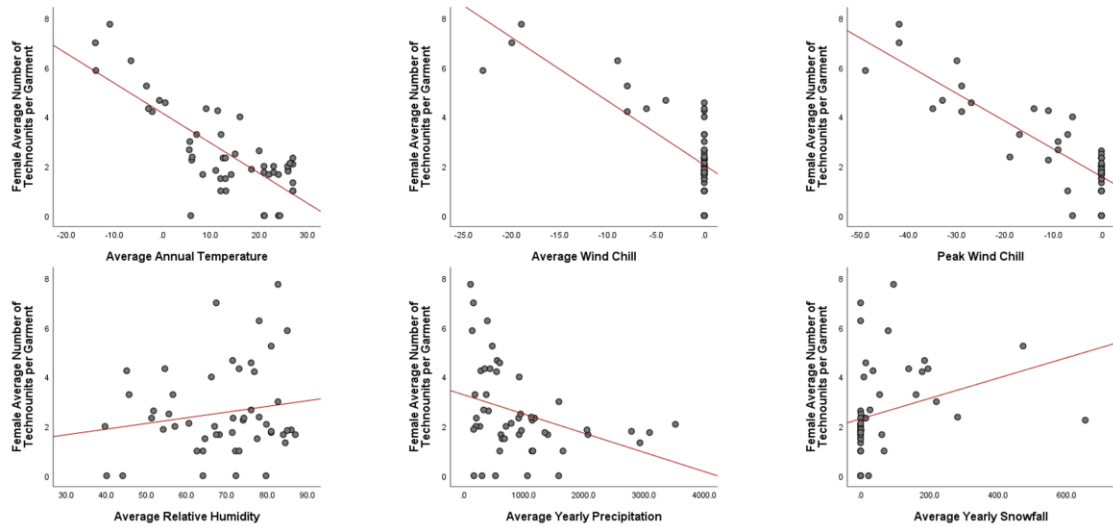 Female Average Number of
Technounits per Garment
8
6
4
2
0
-20.0 -10.0 .0 10.0 20.0 30.0
Average Annual Temperature
Female Average Number of
Technounits per Garment
8
6
4
2
0
-25.0 -20.0 -15.0 -10.0 -5.0 .0
Average Wind Chill
Female Average Number of
Technounits per Garment
8
6
4
2
0
-50.0 -40.0 -30.0 -20.0 -10.0 .0
Peak Wind Chill
Female Average Number of
Technounits per Garment
8
6
4
2
0
30.0 40.0 50.0 60.0 70.0 80.0 90.0
Average Relative Humidity
Female Average Number of
Technounits per Garment
8
6
4
2
0
.0 1000.0 2000.0 3000.0 4000.0
Average Yearly Precipitation
Female Average Number of
Technounits per Garment
8
6
4
2
0
.0 200.0 400.0 600.0
Average Yearly Snowfall